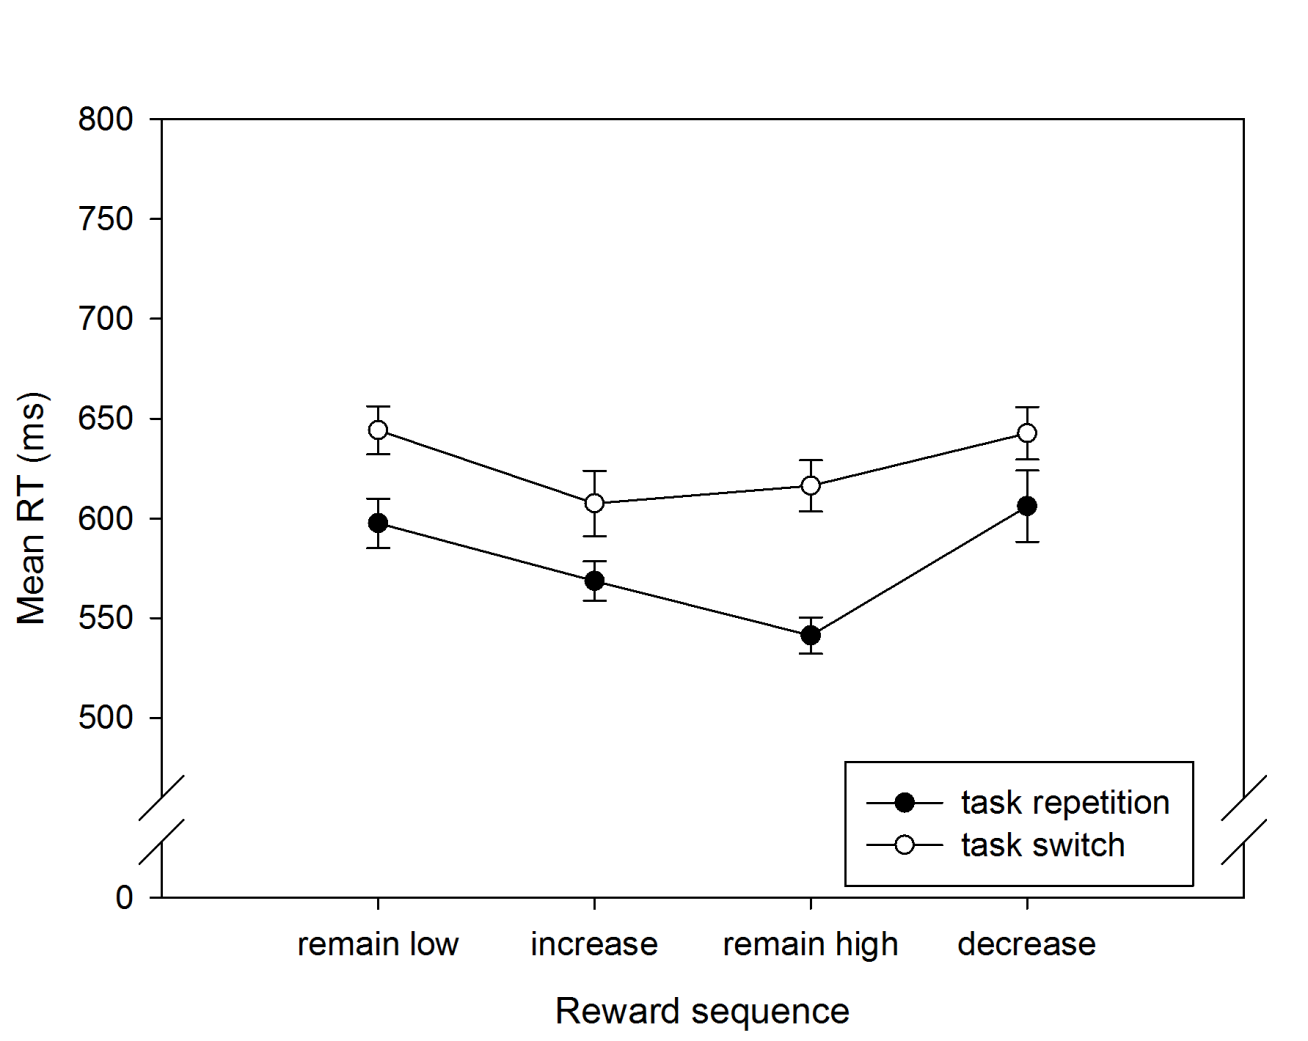 800
750
700
650
600
550
500
0
Mean RT (ms)
remain low increase remain high decrease
Reward sequence
task repetition
task switch